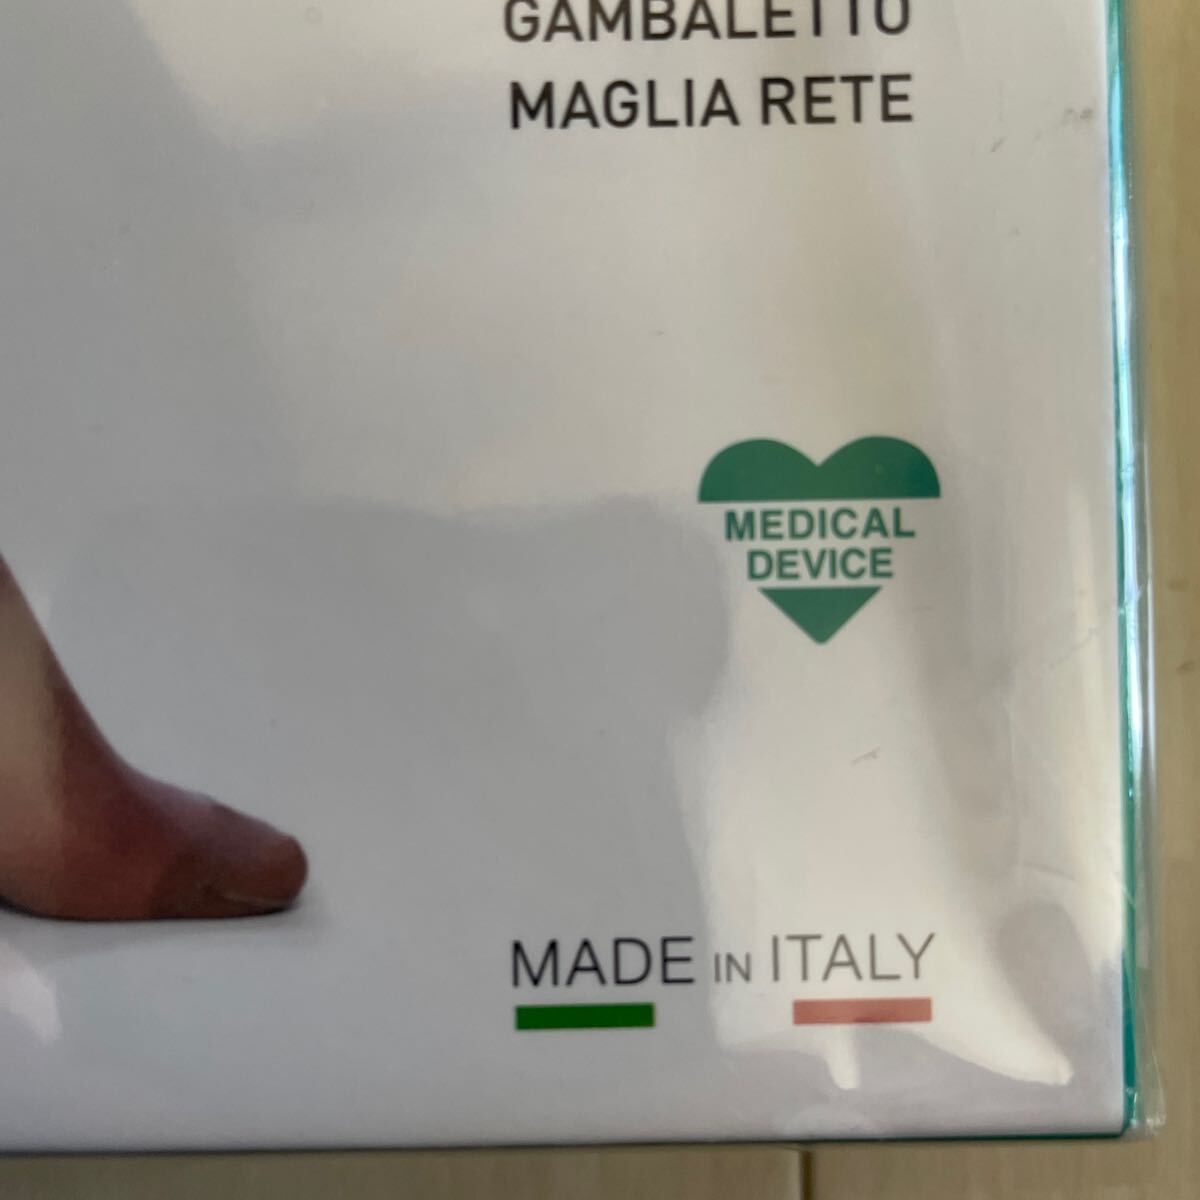 GAMBALETTO
MAGLIA RETE
MEDICAL
DEVICE
MADE IN ITALY